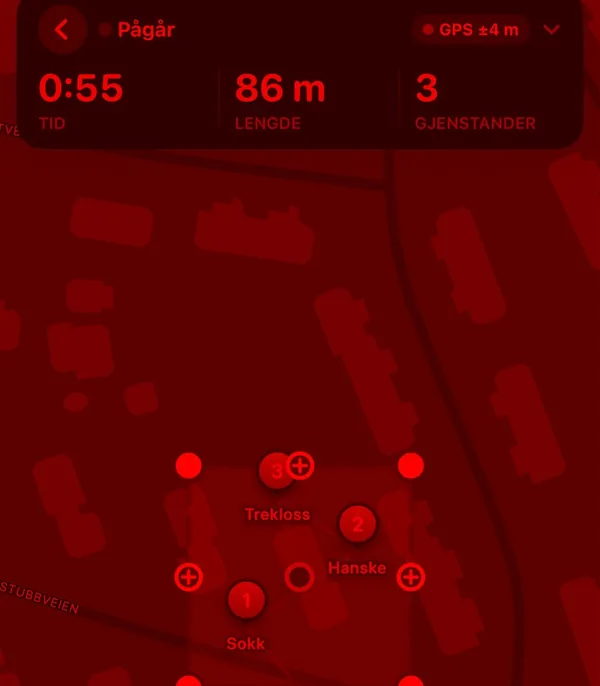 Pågår
GPS ±4 m
0:55
86 m
3
TID
LENGDE
GJENSTANDER
3
Trekloss
2
Hanske
1
Sokk
STUBBVEIEN